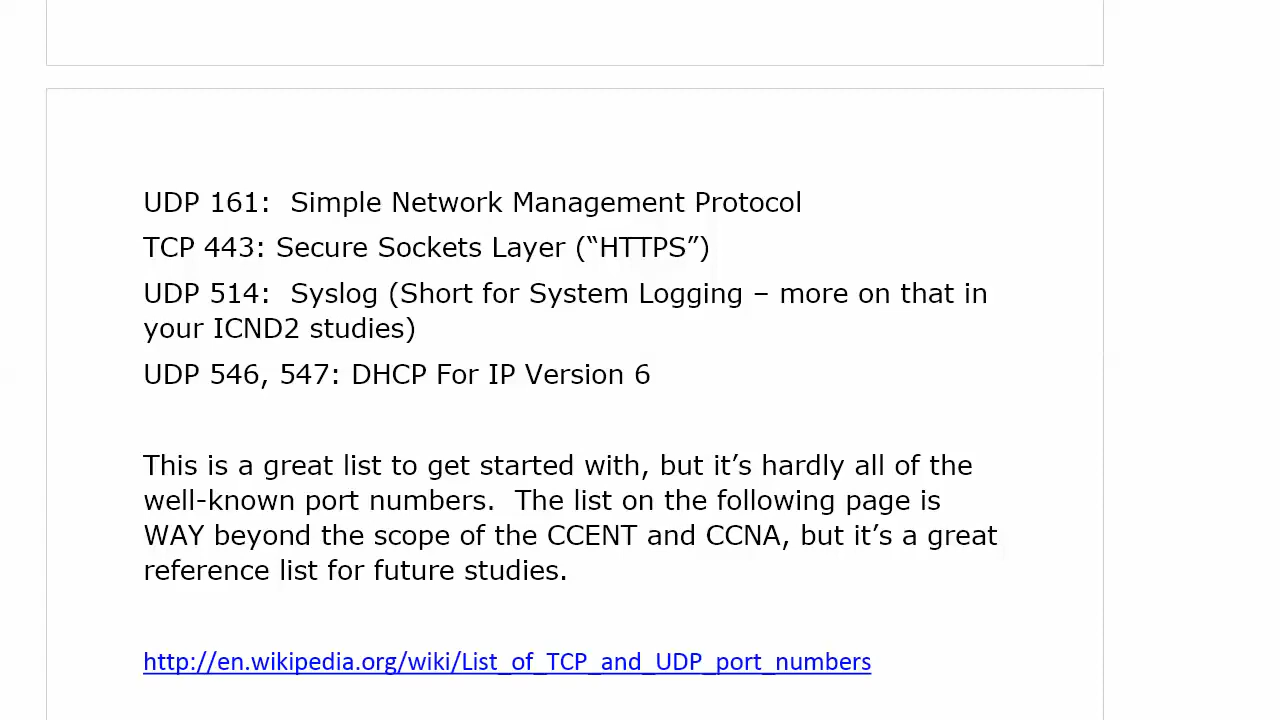 UDP 161:  Simple Network Management Protocol
TCP 443: Secure Sockets Layer (“HTTPS”)
UDP 514:  Syslog (Short for System Logging – more on that in
your ICND2 studies)
UDP 546, 547: DHCP For IP Version 6
This is a great list to get started with, but it’s hardly all of the
well-known port numbers.  The list on the following page is
WAY beyond the scope of the CCENT and CCNA, but it’s a great
reference list for future studies.
http://en.wikipedia.org/wiki/List_of_TCP_and_UDP_port_numbers